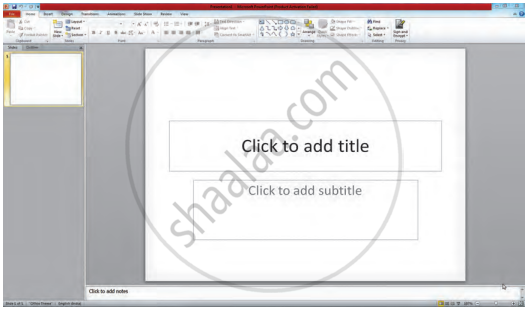 Presentation1 - Microsoft PowerPoint (Product Activation Failed)
File Home Insert Design Transitions Animations Slide Show Review View
Cut
Copy
Format Painter
Paste
New Slide
Layout
Reset
Section
Text Direction
Align Text
Convert to SmartArt
Arrange
Quick Styles
Shape Fill
Shape Outline
Shape Effects
Find
Replace
Select
Sign and Encrypt
Clipboard Slides Font Paragraph Drawing Editing Privacy
Slides Outline
1
Click to add title
Click to add subtitle
shaalaa.com
Click to add notes
Slide 1 of 1 "Office Theme" English (India)